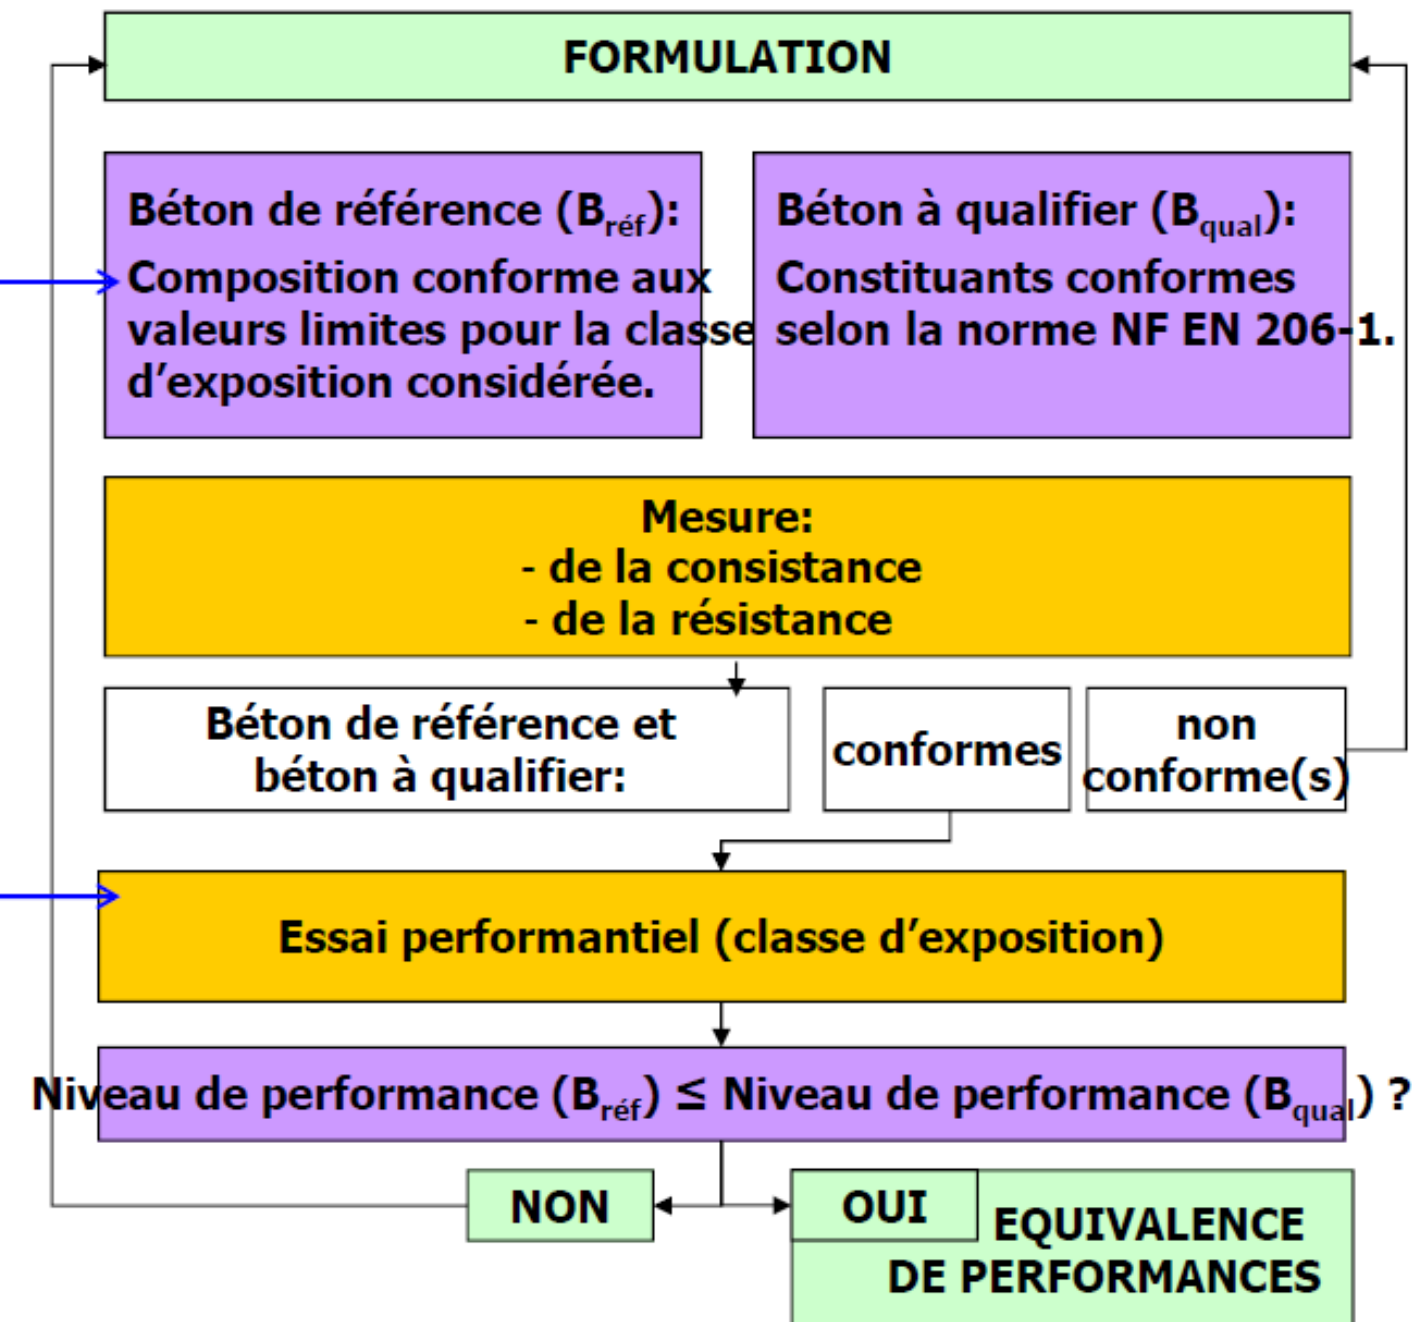 FORMULATION
Béton de référence (Bréf):
Composition conforme aux
valeurs limites pour la classe
d’exposition considérée.
Béton à qualifier (Bqual):
Constituants conformes
selon la norme NF EN 206-1.
Mesure:
- de la consistance
- de la résistance
Béton de référence et
béton à qualifier:
conformes
non
conforme(s)
Essai performantiel (classe d’exposition)
Niveau de performance (Bréf) ≤ Niveau de performance (Bqual) ?
NON
OUI
EQUIVALENCE
DE PERFORMANCES